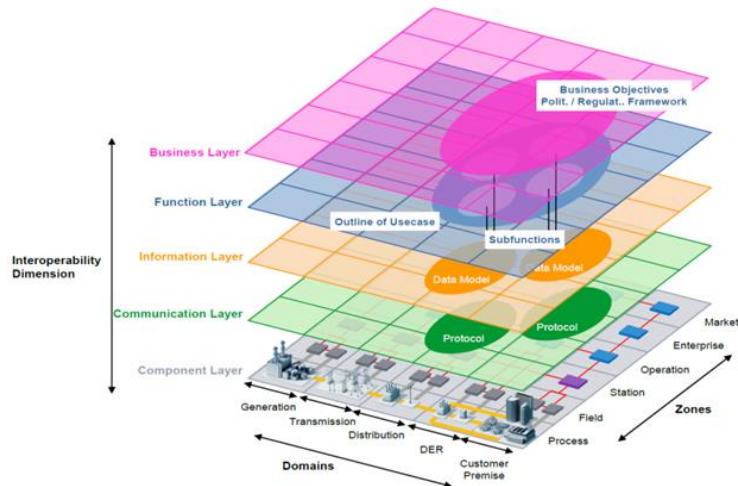 Business Objectives
Polit. / Regulat.. Framework
Business Layer
Function Layer
Outline of Usecase
Subfunctions
Interoperability
Dimension
Information Layer
Data Model
Data Model
Communication Layer
Protocol
Protocol
Component Layer
Market
Enterprise
Operation
Station
Field
Process
Zones
Generation
Transmission
Distribution
DER
Customer
Premise
Domains